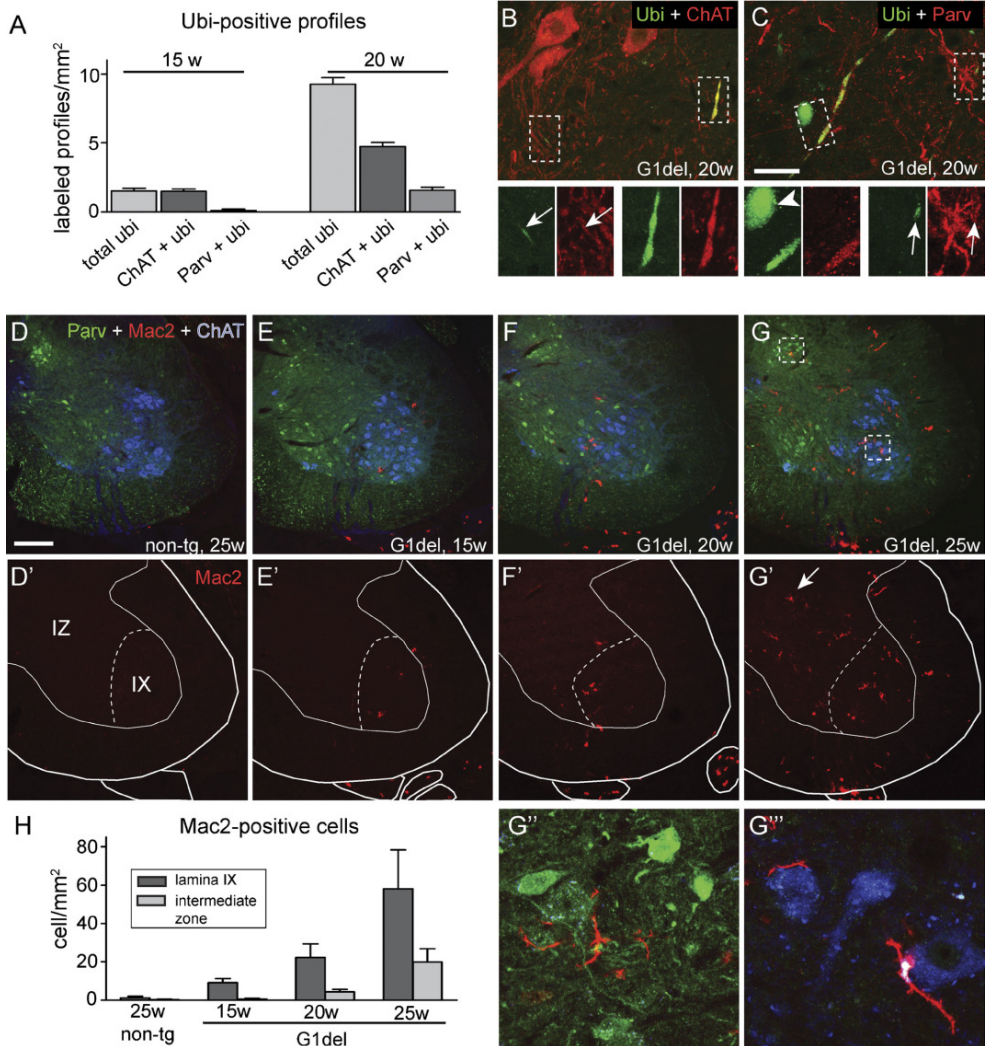 A
Ubi-positive profiles
15 w
20 w
labeled profiles/mm²
10
5
0
total ubi
ChAT + ubi
Parv + ubi
total ubi
ChAT + ubi
Parv + ubi
B
Ubi + ChAT
G1del, 20w
C
Ubi + Parv
G1del, 20w
D
Parv + Mac2 + ChAT
non-tg, 25w
E
G1del, 15w
F
G1del, 20w
G
G1del, 25w
D'
Mac2
IZ
IX
E'
F'
G'
H
Mac2-positive cells
cell/mm²
80
60
40
20
0
lamina IX
intermediate
zone
25w
15w
20w
25w
non-tg
G1del
G''
G'''